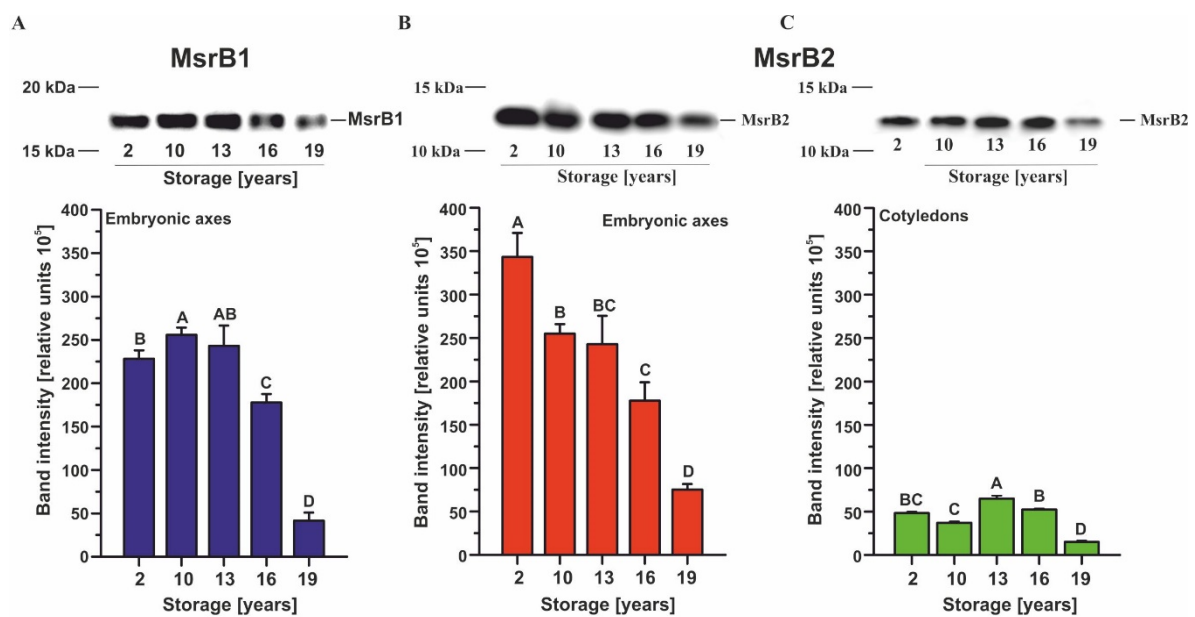 A
B
C
MsrB1
MsrB2
20 kDa
15 kDa
MsrB1
2 10 13 16 19
Storage [years]
15 kDa
10 kDa
MsrB2
2 10 13 16 19
Storage [years]
15 kDa
10 kDa
MsrB2
2 10 13 16 19
Storage [years]
Embryonic axes
Band intensity [relative units 10⁵]
400
350
300
250
200
150
100
50
0
B A AB C D
2 10 13 16 19
Storage [years]
Embryonic axes
Band intensity [relative units 10⁵]
400
350
300
250
200
150
100
50
0
A B BC C D
2 10 13 16 19
Storage [years]
Cotyledons
Band intensity [relative units 10⁵]
400
350
300
250
200
150
100
50
0
BC C A B D
2 10 13 16 19
Storage [years]